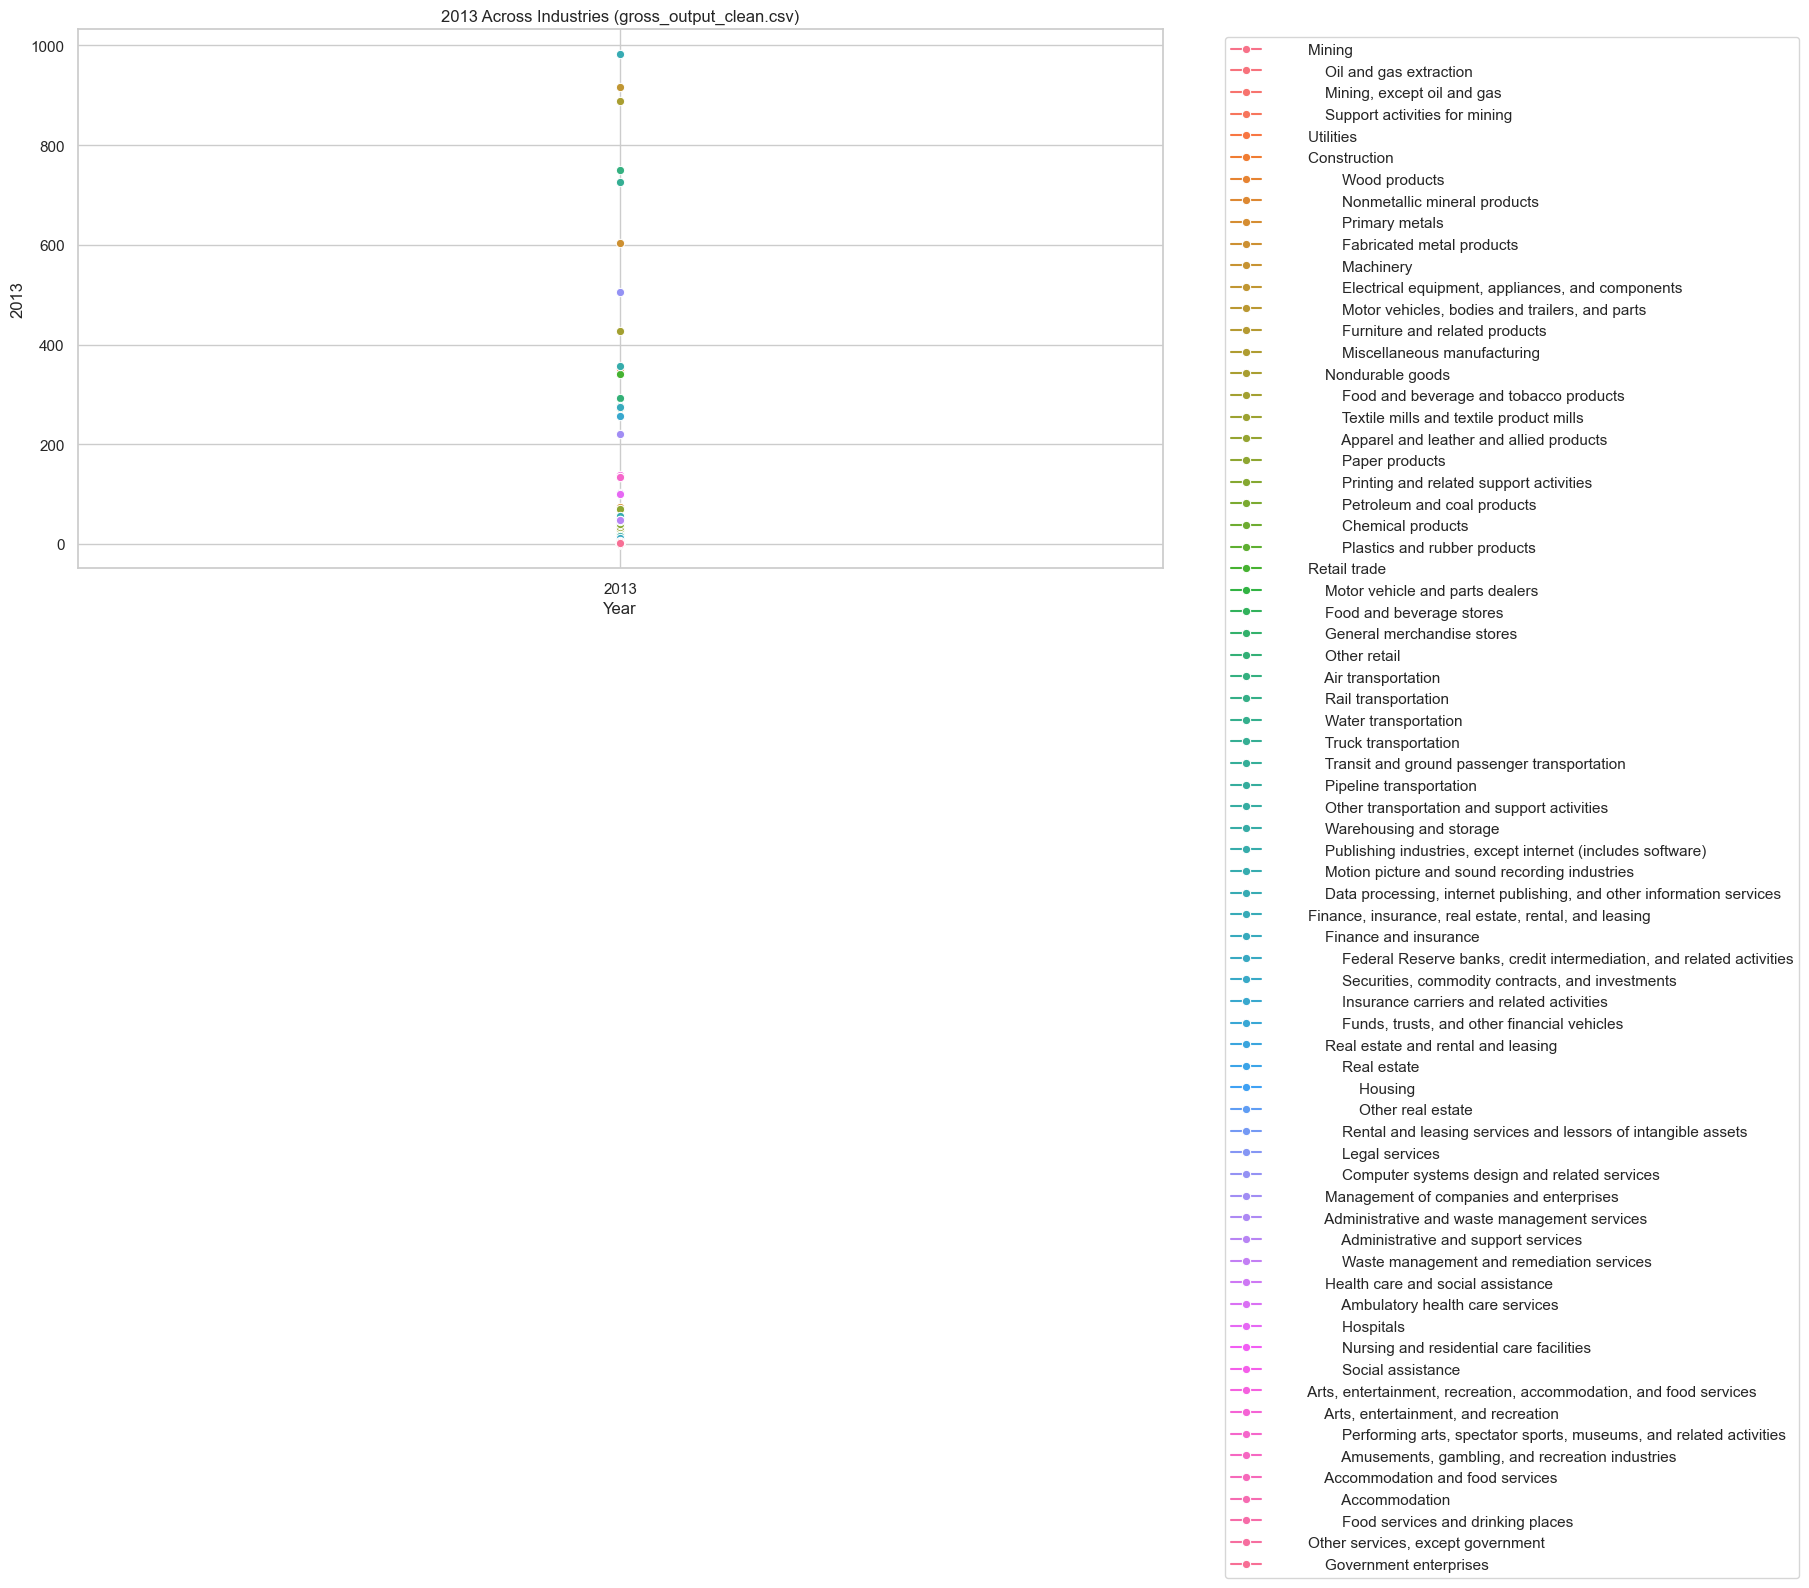 2013 Across Industries (gross_output_clean.csv)
1000
800
600
400
200
0
2013
2013
Year
Mining
Oil and gas extraction
Mining, except oil and gas
Support activities for mining
Utilities
Construction
Wood products
Nonmetallic mineral products
Primary metals
Fabricated metal products
Machinery
Electrical equipment, appliances, and components
Motor vehicles, bodies and trailers, and parts
Furniture and related products
Miscellaneous manufacturing
Nondurable goods
Food and beverage and tobacco products
Textile mills and textile product mills
Apparel and leather and allied products
Paper products
Printing and related support activities
Petroleum and coal products
Chemical products
Plastics and rubber products
Retail trade
Motor vehicle and parts dealers
Food and beverage stores
General merchandise stores
Other retail
Air transportation
Rail transportation
Water transportation
Truck transportation
Transit and ground passenger transportation
Pipeline transportation
Other transportation and support activities
Warehousing and storage
Publishing industries, except internet (includes software)
Motion picture and sound recording industries
Data processing, internet publishing, and other information services
Finance, insurance, real estate, rental, and leasing
Finance and insurance
Federal Reserve banks, credit intermediation, and related activities
Securities, commodity contracts, and investments
Insurance carriers and related activities
Funds, trusts, and other financial vehicles
Real estate and rental and leasing
Real estate
Housing
Other real estate
Rental and leasing services and lessors of intangible assets
Legal services
Computer systems design and related services
Management of companies and enterprises
Administrative and waste management services
Administrative and support services
Waste management and remediation services
Health care and social assistance
Ambulatory health care services
Hospitals
Nursing and residential care facilities
Social assistance
Arts, entertainment, recreation, accommodation, and food services
Arts, entertainment, and recreation
Performing arts, spectator sports, museums, and related activities
Amusements, gambling, and recreation industries
Accommodation and food services
Accommodation
Food services and drinking places
Other services, except government
Government enterprises